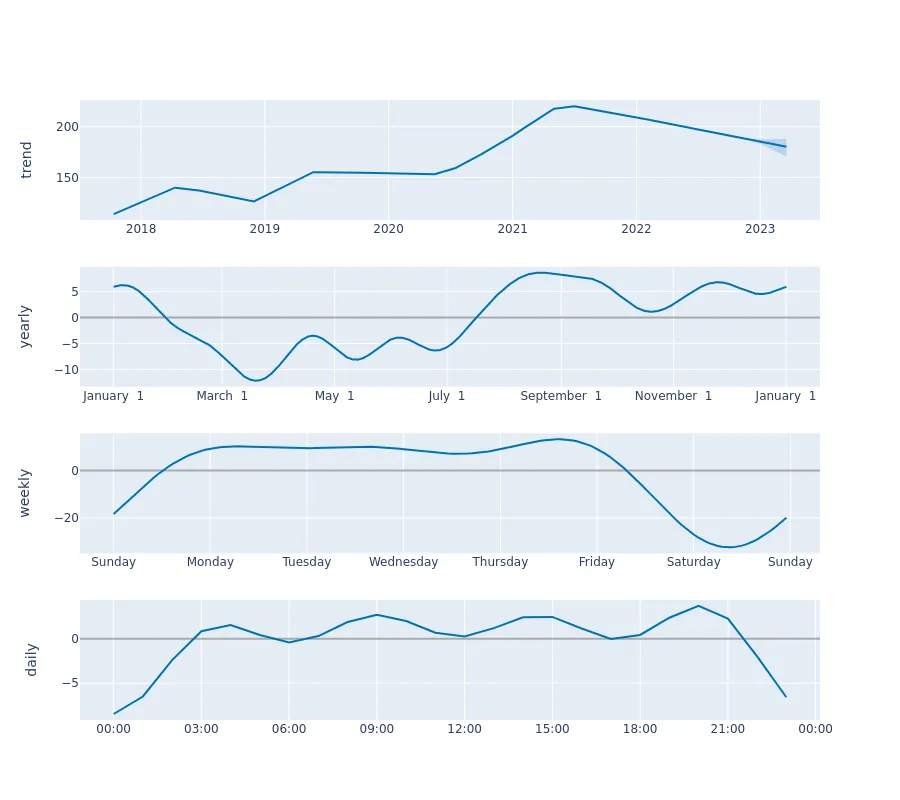 trend
200
150
2018 2019 2020 2021 2022 2023
yearly
5
0
−5
−10
January 1 March 1 May 1 July 1 September 1 November 1 January 1
weekly
0
−20
Sunday Monday Tuesday Wednesday Thursday Friday Saturday Sunday
daily
0
−5
00:00 03:00 06:00 09:00 12:00 15:00 18:00 21:00 00:00